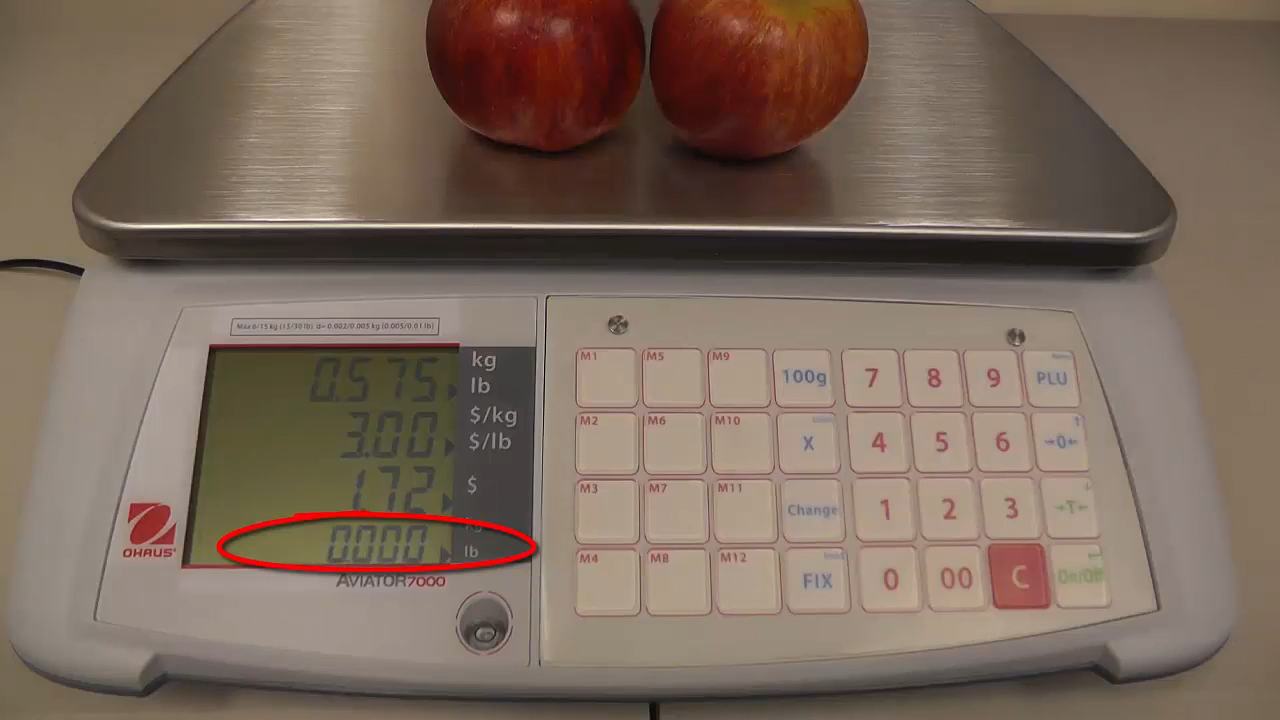 Max 6/15 kg (15/30 lb) d= 0.002/0.005 kg (0.005/0.01 lb)
0.575
kg
lb
3.00
$/kg
$/lb
1.72
$
0.000
kg
lb
OHAUS
AVIATOR7000
M1
M5
M9
100g
7
8
9
PLU
M2
M6
M10
X
4
5
6
→0←
M3
M7
M11
Change
1
2
3
→T←
M4
M8
M12
FIX
0
00
C
On/Off